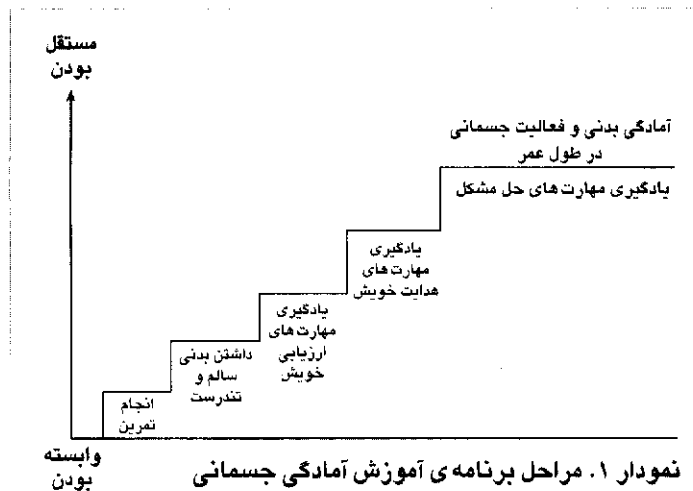 مستقل
بودن
آمادگی بدنی و فعالیت جسمانی
در طول عمر
یادگیری مهارت های حل مشکل
یادگیری
مهارت های
هدایت خویش
یادگیری
مهارت های
ارزیابی
خویش
داشتن بدنی
سالم و
تندرست
انجام
تمرین
وابسته
بودن
نمودار ۱. مراحل برنامه ی آموزش آمادگی جسمانی